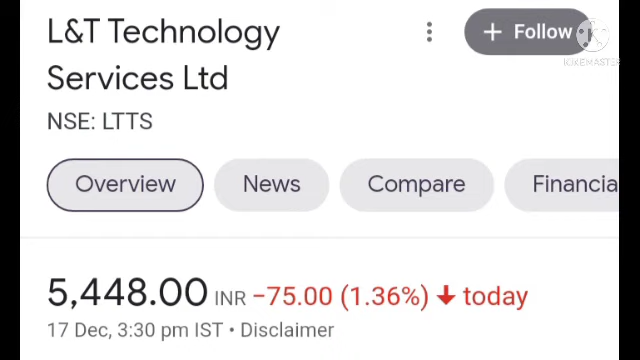 L&T Technology
Services Ltd
+ Follow
NSE: LTTS
Overview
News
Compare
Financia
5,448.00 INR −75.00 (1.36%) ↓ today
17 Dec, 3:30 pm IST • Disclaimer